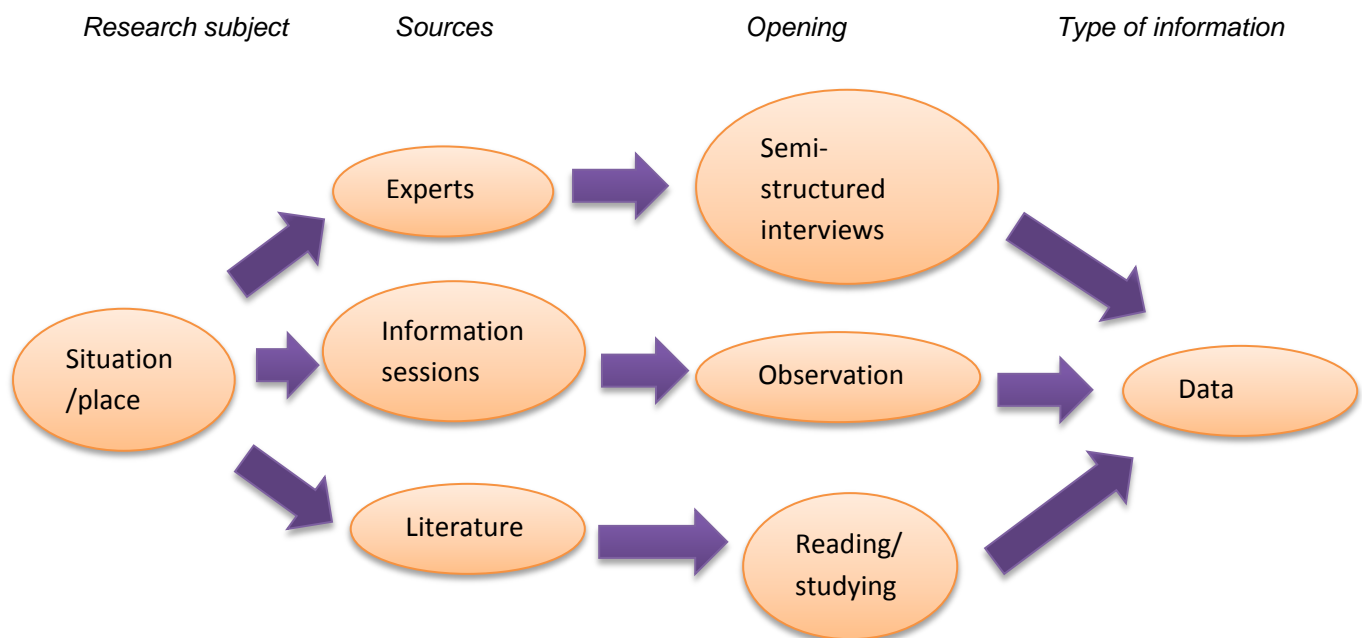 Research subject
Sources
Opening
Type of information
Semi-
structured
interviews
Experts
Information
sessions
Situation
/place
Observation
Data
Literature
Reading/
studying